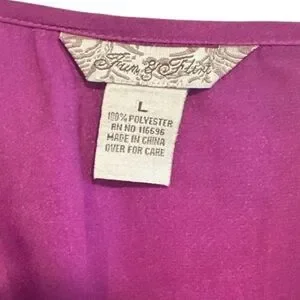 Fun & Flirt
L
100% POLYESTER
RN NO 116696
MADE IN CHINA
OVER FOR CARE